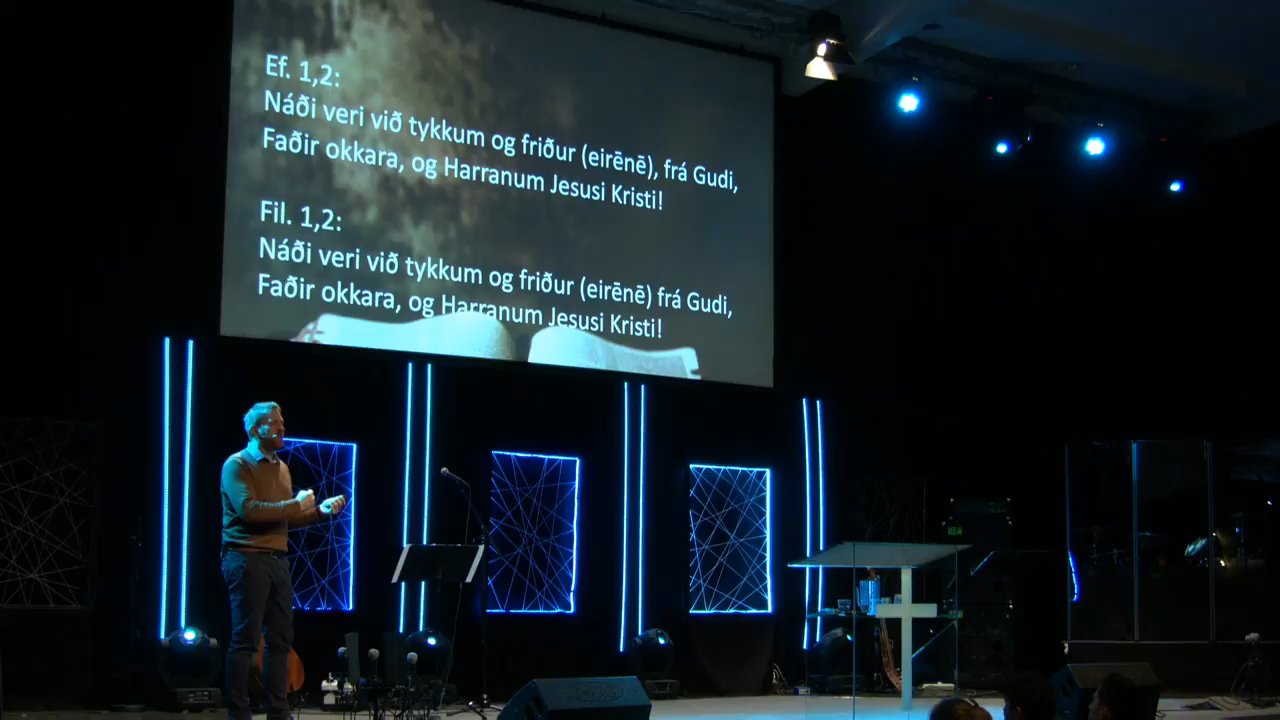 Ef. 1,2:
Náði veri við tykkum og friður (eirēnē), frá Gudi,
Faðir okkara, og Harranum Jesusi Kristi!
Fil. 1,2:
Náði veri við tykkum og friður (eirēnē) frá Gudi,
Faðir okkara, og Harranum Jesusi Kristi!